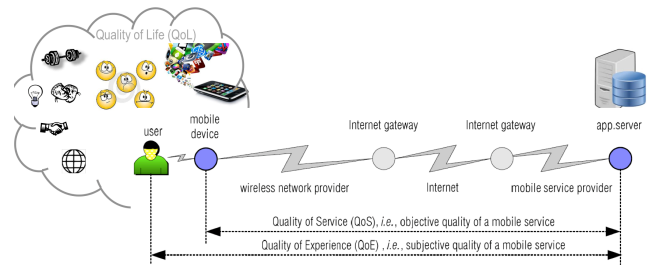 Quality of Life (QoL)
user
mobile
device
Internet gateway
Internet gateway
app.server
wireless network provider
Internet
mobile service provider
Quality of Service (QoS), i.e., objective quality of a mobile service
Quality of Experience (QoE) , i.e., subjective quality of a mobile service